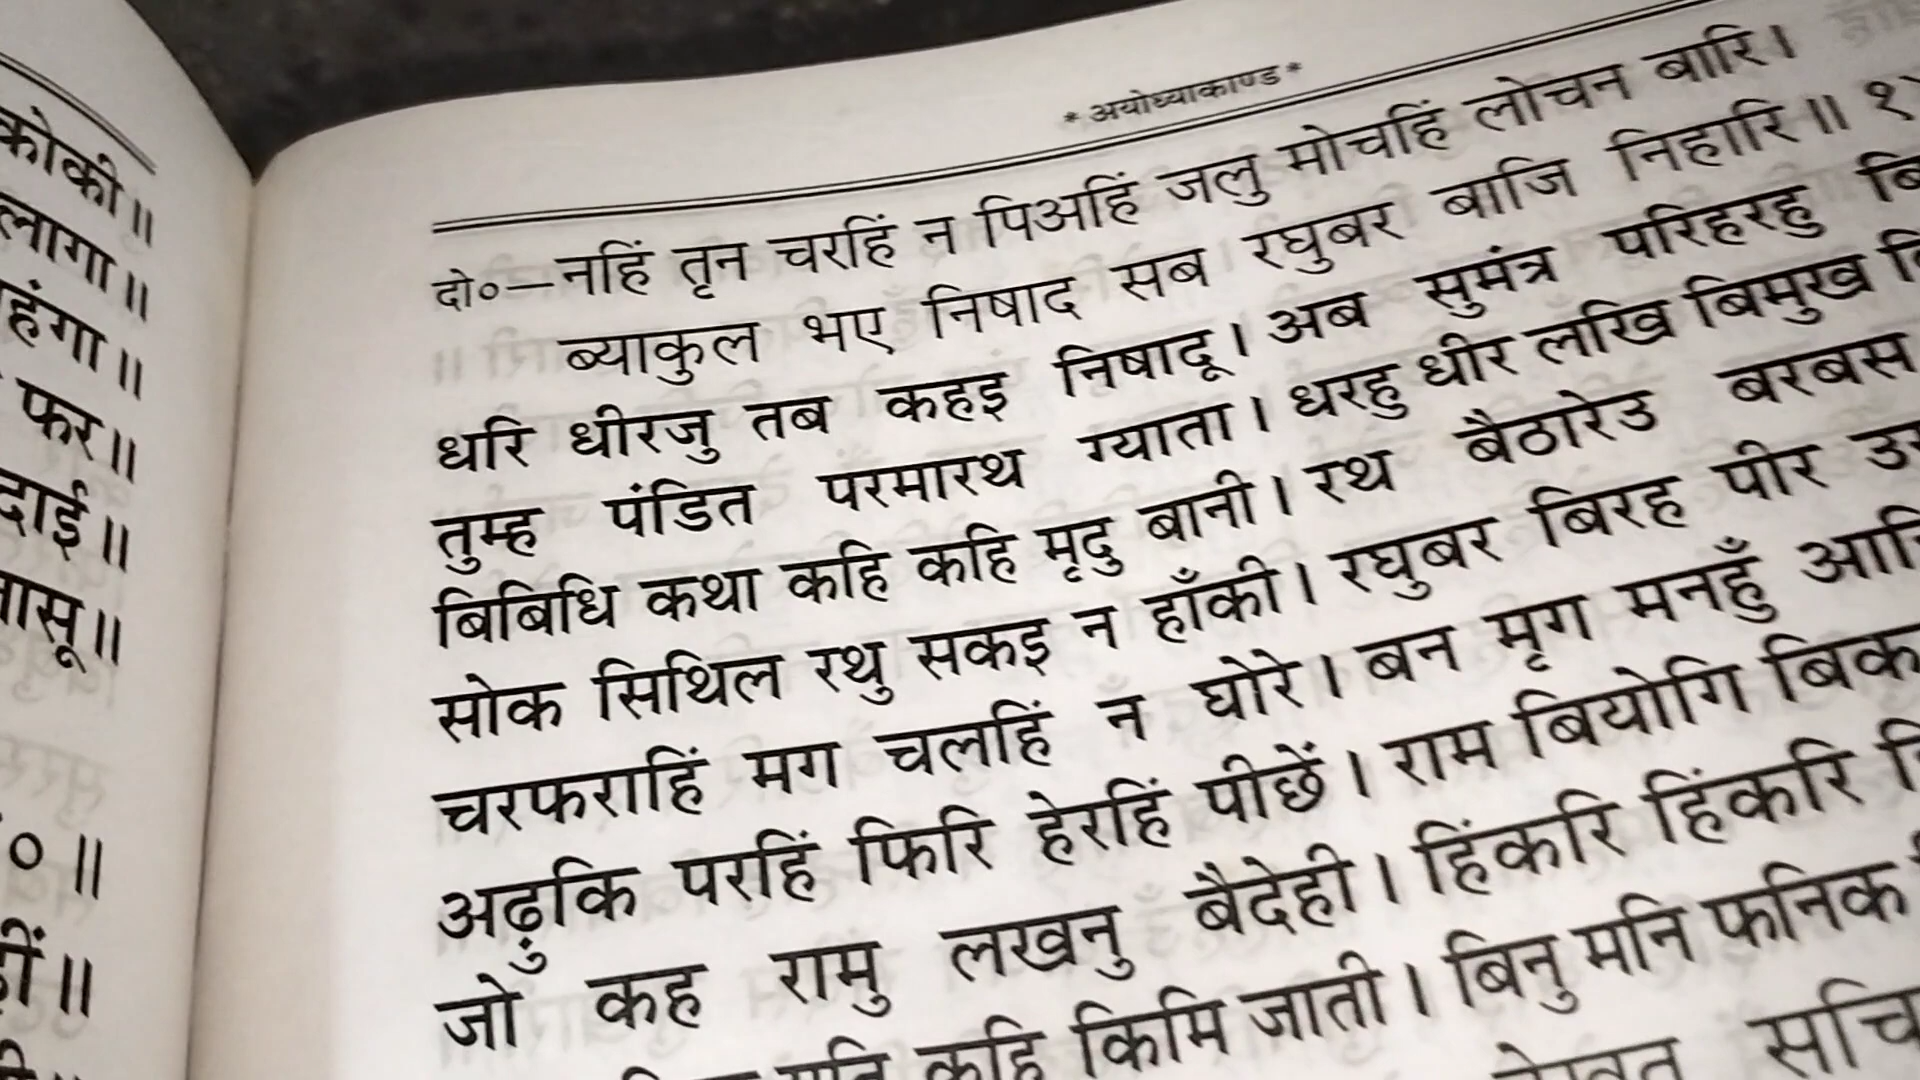 कोकी॥
लागा॥
फर॥
* अयोध्याकाण्ड *
दो०—नहिं तृन चरहिं न पिअहिं जलु मोचहिं लोचन बारि।
ब्याकुल भए निषाद सब रघुबर बाजि निहारि॥
धरि धीरजु तब कहइ निषादू। अब सुमंत्र परिहरहु
तुम्ह पंडित परमारथ ग्याता। धरहु धीर लखि बिमुख
बिबिधि कथा कहि कहि मृदु बानी। रथ बैठारेउ बरबस
सोक सिथिल रथु सकइ न हाँकी। रघुबर बिरह पीर
चरफराहिं मग चलहिं न घोरे। बन मृग मनहुँ
अढ़ुकि परहिं फिरि हेरहिं पीछें। राम बियोगि
जो कह रामु लखनु बैदेही। हिंकरि हिंकरि
कहि किमि जाती। बिनु मनि फनिक